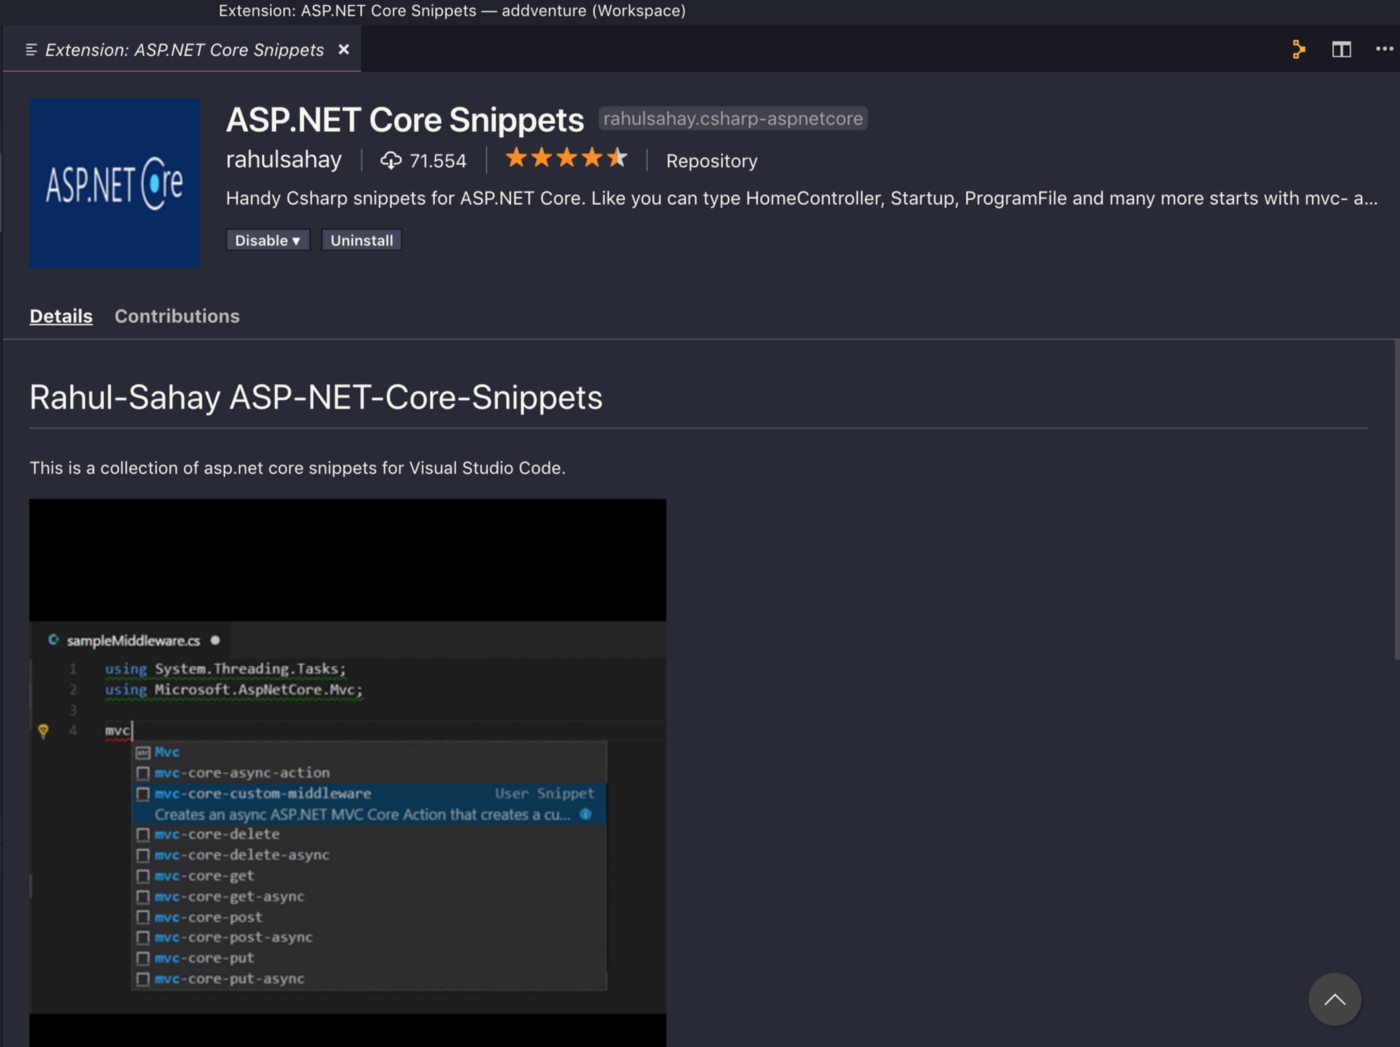 Extension: ASP.NET Core Snippets — addventure (Workspace)
Extension: ASP.NET Core Snippets
ASP.NET Core
ASP.NET Core Snippets rahulsahay.csharp-aspnetcore
rahulsahay 71.554 Repository
Handy Csharp snippets for ASP.NET Core. Like you can type HomeController, Startup, ProgramFile and many more starts with mvc- a...
Disable ▾ Uninstall
Details Contributions
Rahul-Sahay ASP-NET-Core-Snippets
This is a collection of asp.net core snippets for Visual Studio Code.
sampleMiddleware.cs
1 using System.Threading.Tasks;
2 using Microsoft.AspNetCore.Mvc;
3
4 mvc
abc Mvc
mvc-core-async-action
mvc-core-custom-middleware User Snippet
Creates an async ASP.NET MVC Core Action that creates a cu...
mvc-core-delete
mvc-core-delete-async
mvc-core-get
mvc-core-get-async
mvc-core-post
mvc-core-post-async
mvc-core-put
mvc-core-put-async